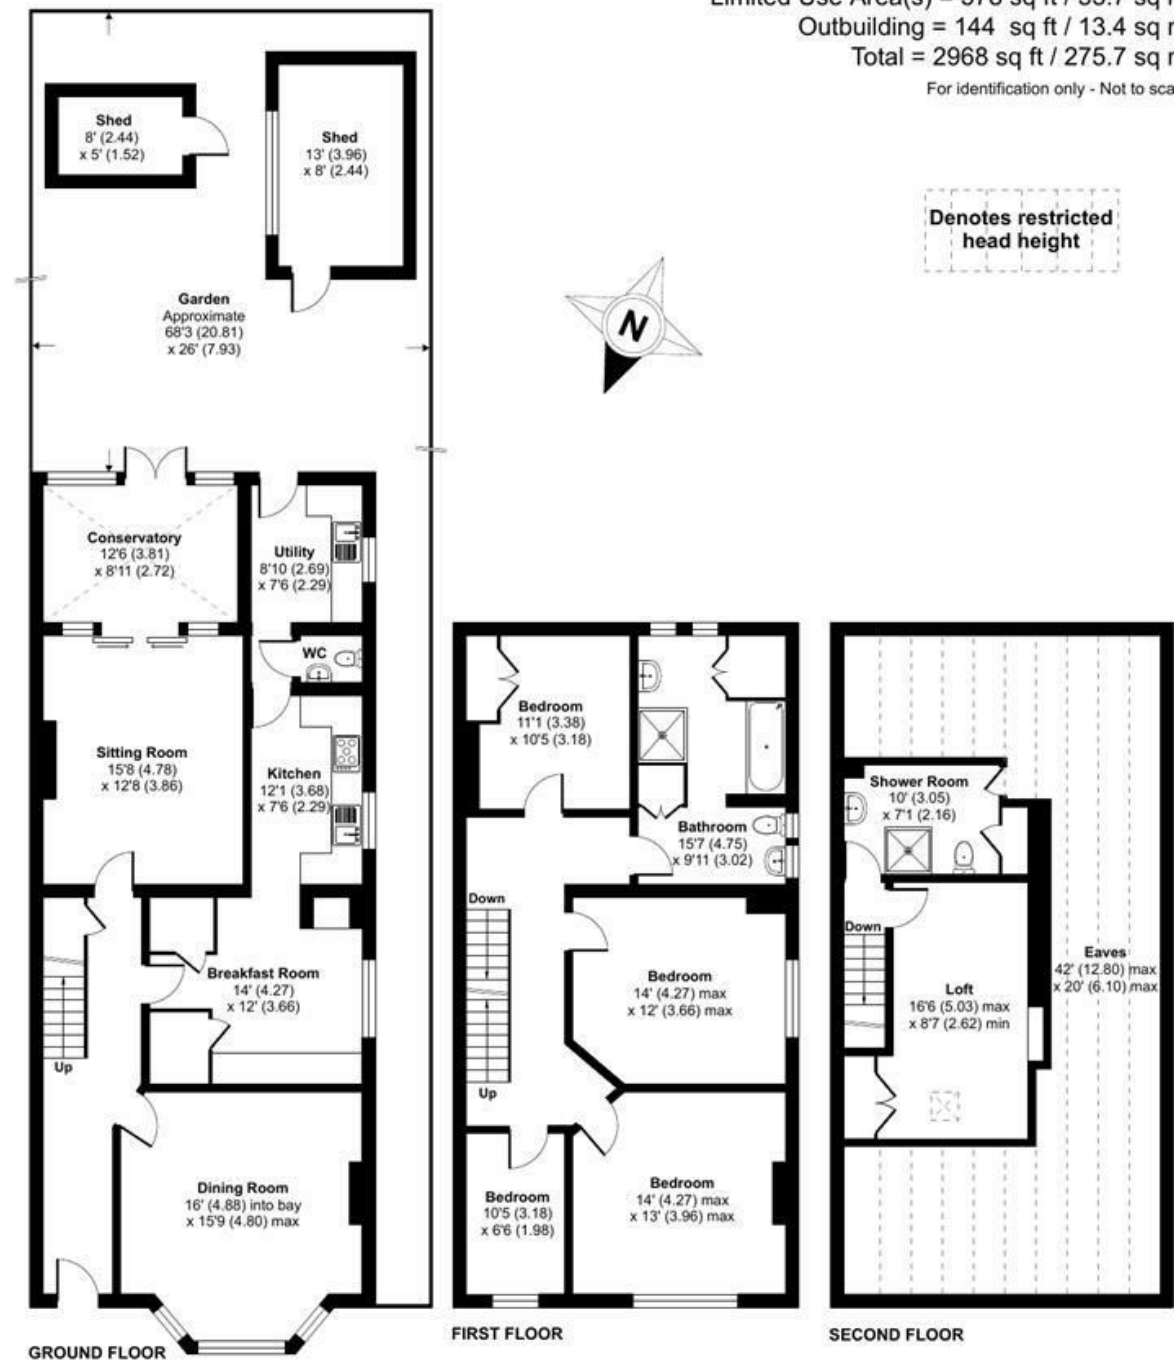 Limited Use Area(s) = 578 sq ft / 53.7 sq m
Outbuilding = 144 sq ft / 13.4 sq m
Total = 2968 sq ft / 275.7 sq m
For identification only - Not to sca
Denotes restricted
head height
N
Shed
8' (2.44)
x 5' (1.52)
Shed
13' (3.96)
x 8' (2.44)
Garden
Approximate
68'3 (20.81)
x 26' (7.93)
Conservatory
12'6 (3.81)
x 8'11 (2.72)
Utility
8'10 (2.69)
x 7'6 (2.29)
WC
Sitting Room
15'8 (4.78)
x 12'8 (3.86)
Kitchen
12'1 (3.68)
x 7'6 (2.29)
Breakfast Room
14' (4.27)
x 12' (3.66)
Up
Dining Room
16' (4.88) into bay
x 15'9 (4.80) max
GROUND FLOOR
Bedroom
11'1 (3.38)
x 10'5 (3.18)
Bathroom
15'7 (4.75)
x 9'11 (3.02)
Down
Bedroom
14' (4.27) max
x 12' (3.66) max
Up
Bedroom
10'5 (3.18)
x 6'6 (1.98)
Bedroom
14' (4.27) max
x 13' (3.96) max
FIRST FLOOR
Shower Room
10' (3.05)
x 7'1 (2.16)
Down
Loft
16'6 (5.03) max
x 8'7 (2.62) min
Eaves
42' (12.80) max
x 20' (6.10) max
SECOND FLOOR